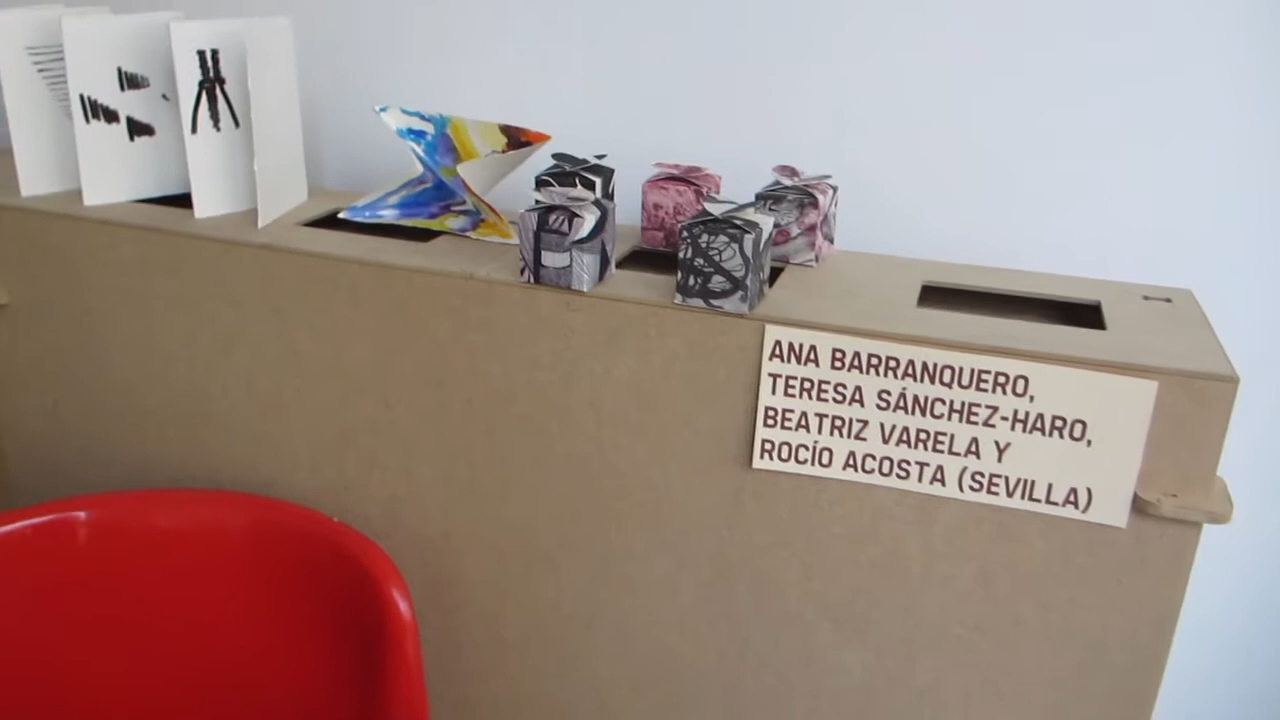 ANA BARRANQUERO,
TERESA SÁNCHEZ-HARO,
BEATRIZ VARELA Y
ROCÍO ACOSTA (SEVILLA)